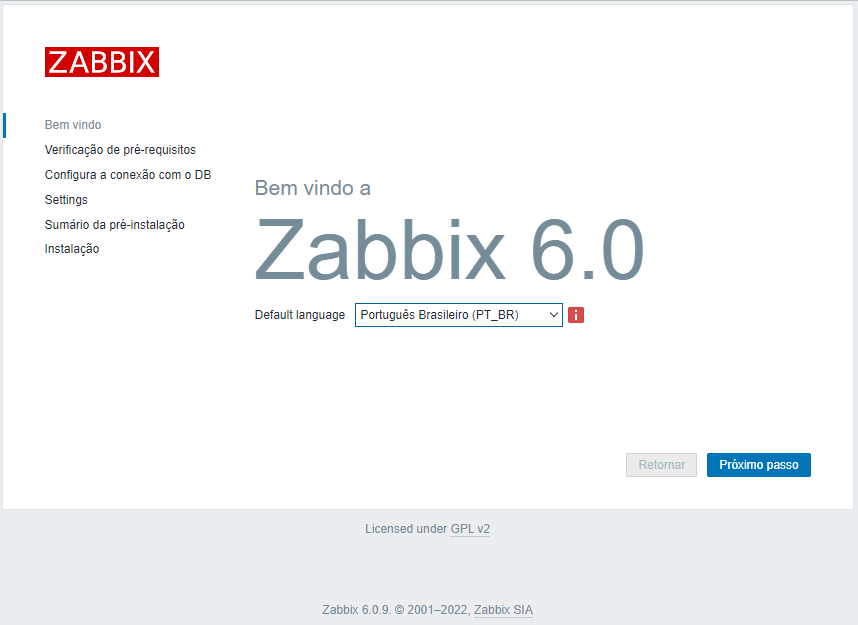 ZABBIX
Bem vindo
Verificação de pré-requisitos
Configura a conexão com o DB
Settings
Sumário da pré-instalação
Instalação
Bem vindo a
Zabbix 6.0
Default language Português Brasileiro (PT_BR) i
Retornar Próximo passo
Licensed under GPL v2
Zabbix 6.0.9. © 2001–2022, Zabbix SIA